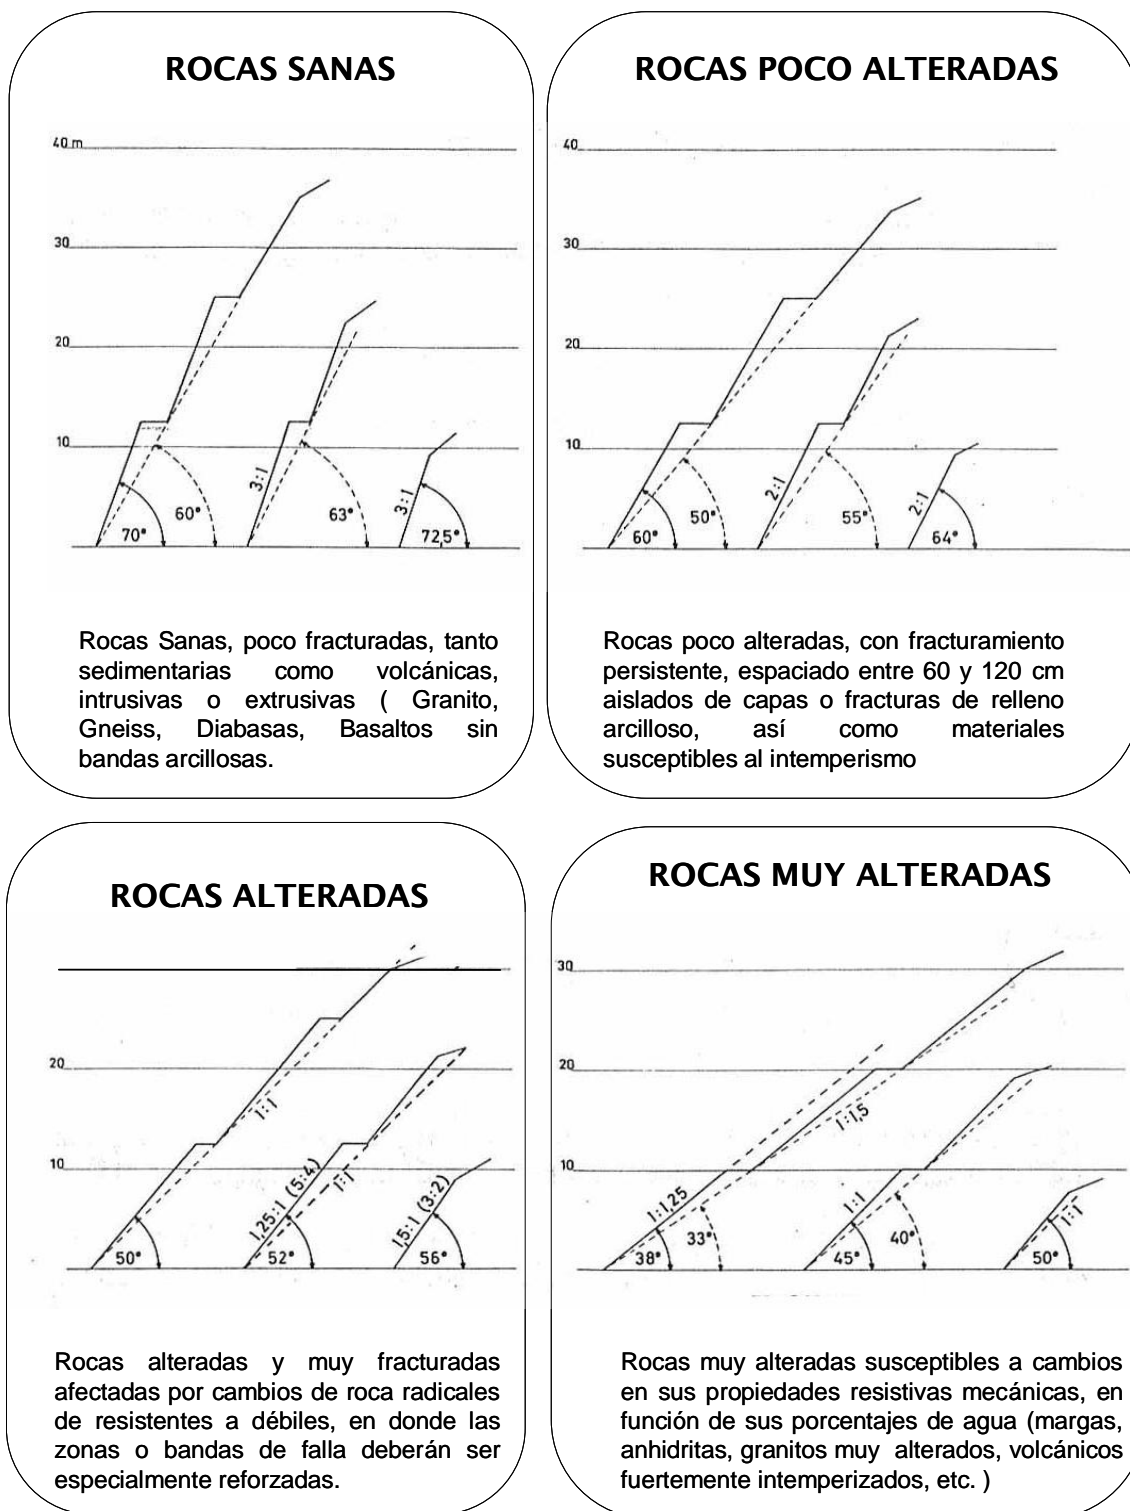 ROCAS SANAS
40 m
30
20
10
70°
60°
3:1
63°
3:1
72,5°
Rocas Sanas, poco fracturadas, tanto
sedimentarias como volcánicas,
intrusivas o extrusivas ( Granito,
Gneiss, Diabasas, Basaltos sin
bandas arcillosas.
ROCAS POCO ALTERADAS
40
30
20
10
60°
50°
2:1
55°
2:1
64°
Rocas poco alteradas, con fracturamiento
persistente, espaciado entre 60 y 120 cm
aislados de capas o fracturas de relleno
arcilloso, así como materiales
susceptibles al intemperismo
ROCAS ALTERADAS
20
10
1:1
50°
1,25:1 (5:4)
1:1
52°
1,5:1 (3:2)
56°
Rocas alteradas y muy fracturadas
afectadas por cambios de roca radicales
de resistentes a débiles, en donde las
zonas o bandas de falla deberán ser
especialmente reforzadas.
ROCAS MUY ALTERADAS
30
20
10
1:1,5
1:1,25
38°
33°
1:1
45°
40°
1:1
50°
Rocas muy alteradas susceptibles a cambios
en sus propiedades resistivas mecánicas, en
función de sus porcentajes de agua (margas,
anhidritas, granitos muy alterados, volcánicos
fuertemente intemperizados, etc. )